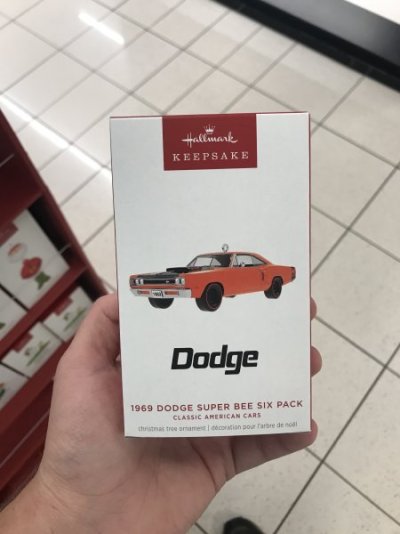 Hallmark
KEEPSAKE
Dodge
1969 DODGE SUPER BEE SIX PACK
CLASSIC AMERICAN CARS
christmas tree ornament | décoration pour l'arbre de noël